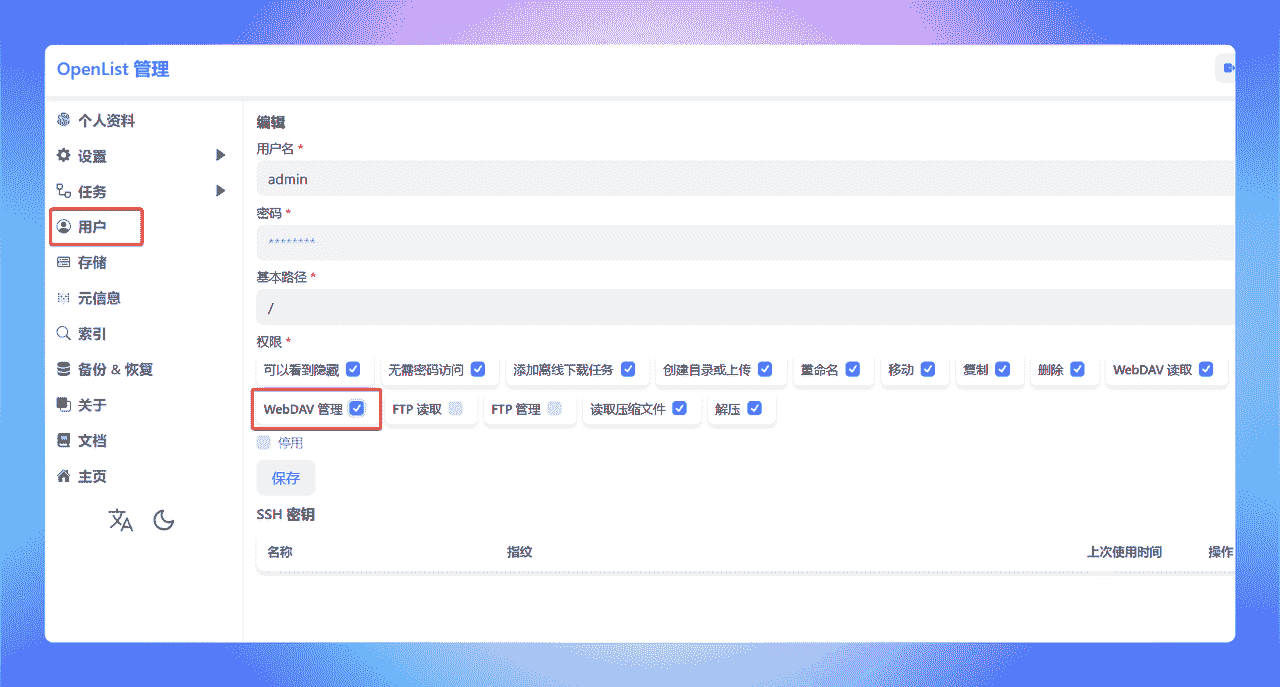 OpenList 管理
个人资料
设置
任务
用户
存储
元信息
索引
备份 & 恢复
关于
文档
主页
编辑
用户名 *
admin
密码 *
********
基本路径 *
/
权限 *
可以看到隐藏 无需密码访问 添加离线下载任务 创建目录或上传 重命名 移动 复制 删除 WebDAV 读取
WebDAV 管理 FTP 读取 FTP 管理 读取压缩文件 解压
停用
保存
SSH 密钥
名称 指纹 上次使用时间 操作